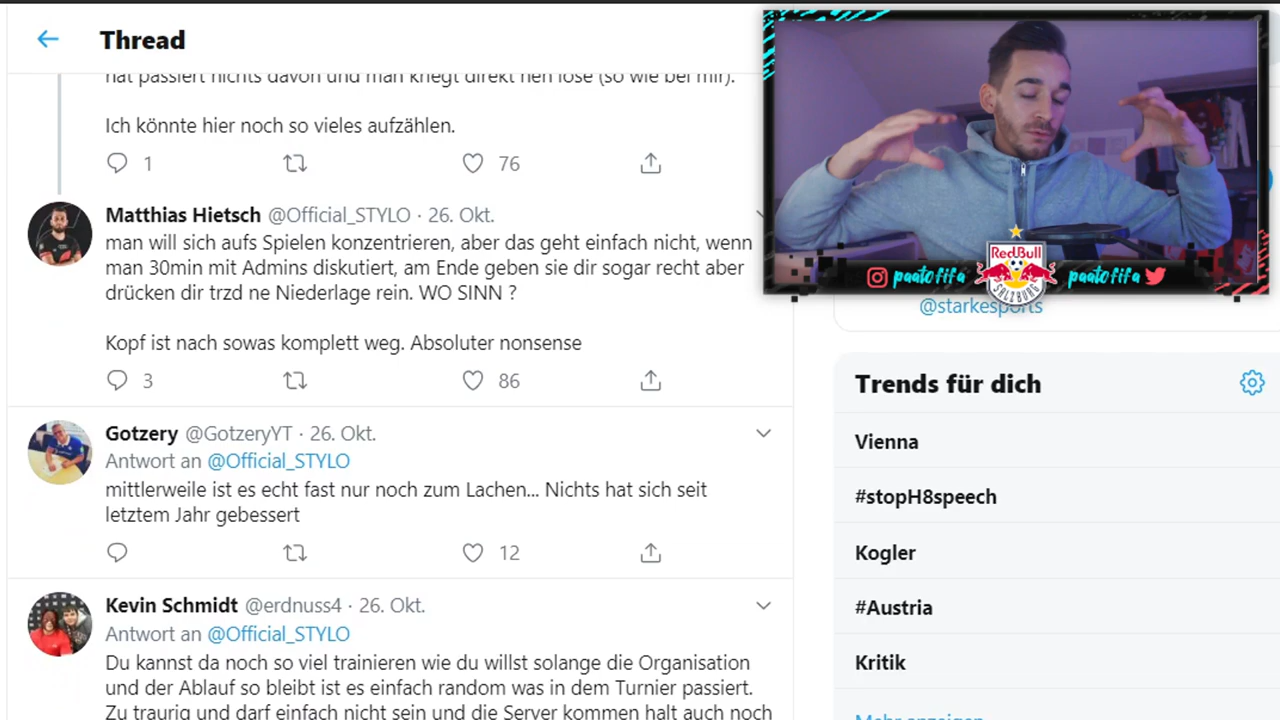 Thread
hat passiert nichts davon und man kriegt direkt nen lose (so wie bei mir).
Ich könnte hier noch so vieles aufzählen.
1 76
Matthias Hietsch @Official_STYLO · 26. Okt.
man will sich aufs Spielen konzentrieren, aber das geht einfach nicht, wenn
man 30min mit Admins diskutiert, am Ende geben sie dir sogar recht aber
drücken dir trzd ne Niederlage rein. WO SINN ?
Kopf ist nach sowas komplett weg. Absoluter nonsense
3 86
Gotzery @GotzeryYT · 26. Okt.
Antwort an @Official_STYLO
mittlerweile ist es echt fast nur noch zum Lachen... Nichts hat sich seit
letztem Jahr gebessert
12
Kevin Schmidt @erdnuss4 · 26. Okt.
Antwort an @Official_STYLO
Du kannst da noch so viel trainieren wie du willst solange die Organisation
und der Ablauf so bleibt ist es einfach random was in dem Turnier passiert.
Zu traurig und darf einfach nicht sein und die Server kommen halt auch noch
paatofifa
RedBull
SALZBURG
paatofifa
@starkesports
Trends für dich
Vienna
#stopH8speech
Kogler
#Austria
Kritik
Mehr anzeigen